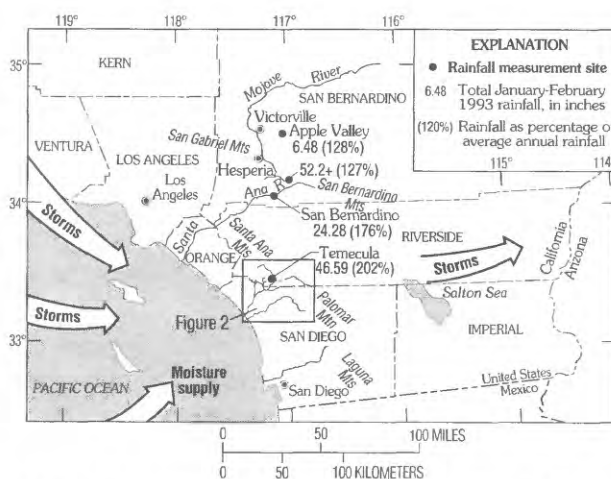 119°
118°
117°
116°
35°
KERN
Mojave River
SAN BERNARDINO
Victorville
Apple Valley
6.48 (128%)
San Gabriel Mts
VENTURA
LOS ANGELES
Los
Angeles
Hesperia
52.2+ (127%)
San Bernardino
Mts
34°
Santa Ana R
San Bernardino
24.28 (176%)
Santa Ana
Mts
ORANGE
RIVERSIDE
Storms
Temecula
46.59 (202%)
Storms
Storms
Salton Sea
California
Arizona
115°
34°
Figure 2
Palomar
Mtn
33°
SAN DIEGO
IMPERIAL
Moisture
supply
Laguna
Mts
PACIFIC OCEAN
San Diego
United States
Mexico
EXPLANATION
Rainfall measurement site
6.48 Total January-February
1993 rainfall, in inches
(120%) Rainfall as percentage o
average annual rainfall
0 50 100 MILES
0 50 100 KILOMETERS